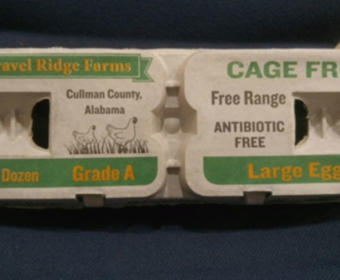 ravel Ridge Farms
Cullman County,
Alabama
Dozen
Grade A
CAGE FR
Free Range
ANTIBIOTIC
FREE
Large Egg